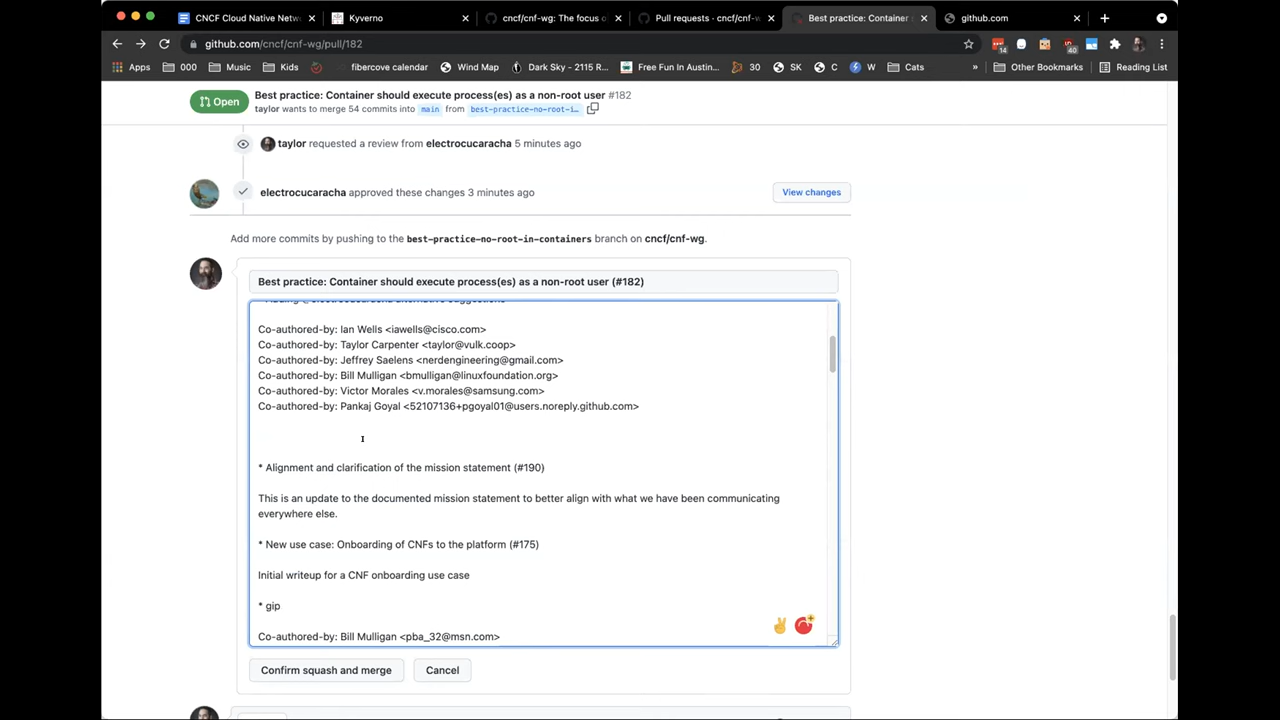 CNCF Cloud Native Netw
Kyverno
cncf/cnf-wg: The focus o
Pull requests · cncf/cnf-w
Best practice: Container
github.com
github.com/cncf/cnf-wg/pull/182
14
40
Apps
000
Music
Kids
fibercove calendar
Wind Map
Dark Sky - 2115 R...
Free Fun In Austin...
30
SK
C
W
Cats
»
Other Bookmarks
Reading List
Open
Best practice: Container should execute process(es) as a non-root user #182
taylor wants to merge 54 commits into main from best-practice-no-root-i…
taylor requested a review from electrocucaracha 5 minutes ago
electrocucaracha approved these changes 3 minutes ago
View changes
Add more commits by pushing to the best-practice-no-root-in-containers branch on cncf/cnf-wg.
Best practice: Container should execute process(es) as a non-root user (#182)
Co-authored-by: Ian Wells <iawells@cisco.com>
Co-authored-by: Taylor Carpenter <taylor@vulk.coop>
Co-authored-by: Jeffrey Saelens <nerdengineering@gmail.com>
Co-authored-by: Bill Mulligan <bmulligan@linuxfoundation.org>
Co-authored-by: Victor Morales <v.morales@samsung.com>
Co-authored-by: Pankaj Goyal <52107136+pgoyal01@users.noreply.github.com>
* Alignment and clarification of the mission statement (#190)
This is an update to the documented mission statement to better align with what we have been communicating
everywhere else.
* New use case: Onboarding of CNFs to the platform (#175)
Initial writeup for a CNF onboarding use case
* gip
Co-authored-by: Bill Mulligan <pba_32@msn.com>
Confirm squash and merge
Cancel